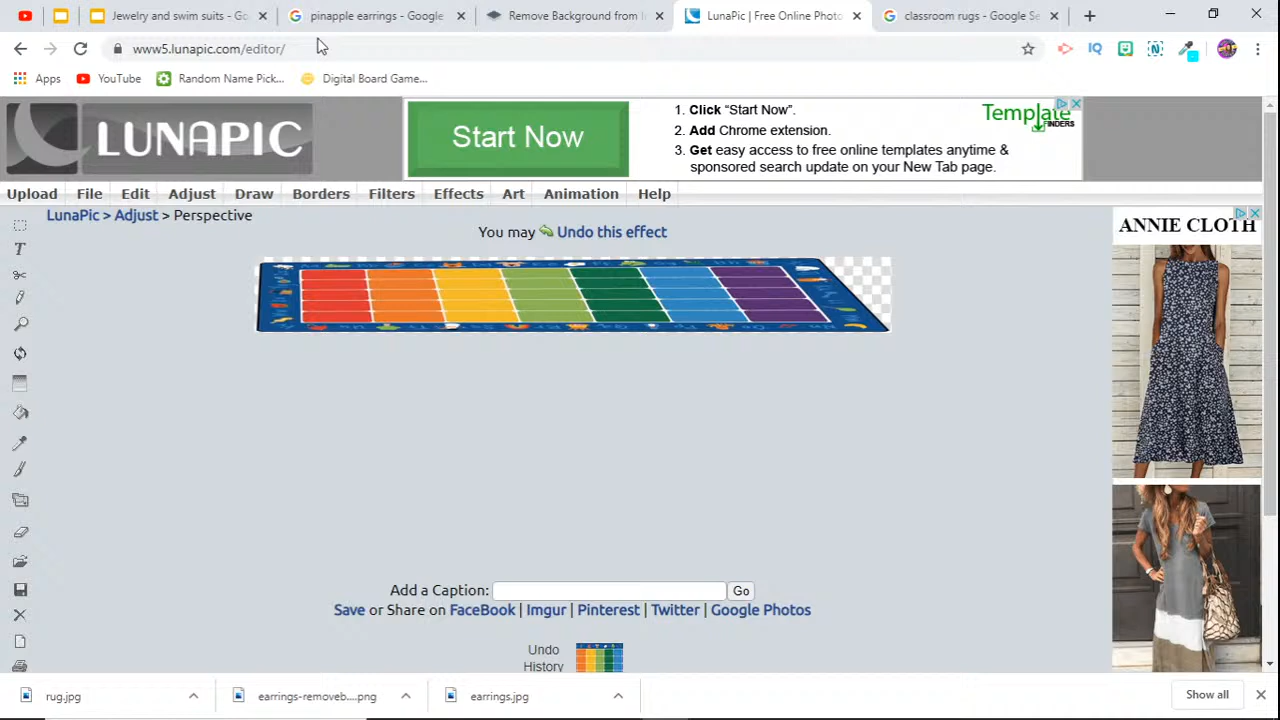 Jewelry and swim suits - Go
pinapple earrings - Google
Remove Background from I
LunaPic | Free Online Photo
classroom rugs - Google Se
www5.lunapic.com/editor/
IQ
N
Apps
YouTube
Random Name Pick...
Digital Board Game...
LUNAPIC
Start Now
1. Click “Start Now”.
2. Add Chrome extension.
3. Get easy access to free online templates anytime &
sponsored search update on your New Tab page.
Template
FINDERS
Upload File Edit Adjust Draw Borders Filters Effects Art Animation Help
LunaPic > Adjust > Perspective
You may Undo this effect
ANNIE CLOTH
T
Add a Caption: Go
Save or Share on FaceBook | Imgur | Pinterest | Twitter | Google Photos
Undo
History
rug.jpg
earrings-removeb....png
earrings.jpg
Show all